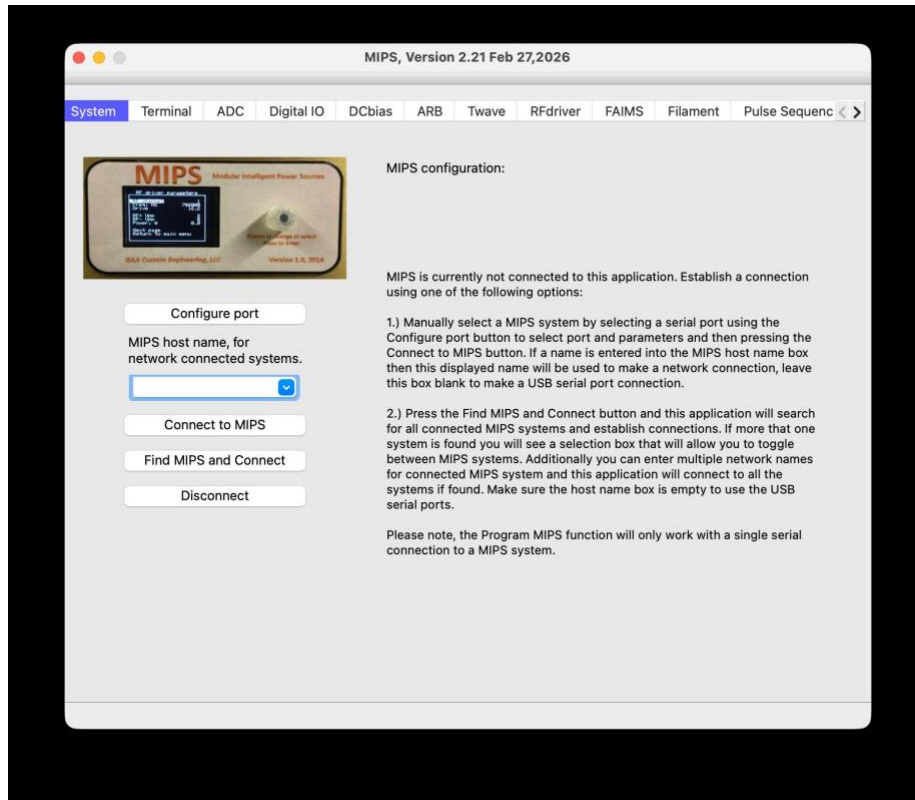 MIPS, Version 2.21 Feb 27,2026
System Terminal ADC Digital IO DCbias ARB Twave RFdriver FAIMS Filament Pulse Sequenc
MIPS Modular Intelligent Power Sources
RF driver parameters
Return to main menu
Press to Enter
GAA Custom Engineering, LLC Version 1.0, 2014
Configure port
MIPS host name, for
network connected systems.
Connect to MIPS
Find MIPS and Connect
Disconnect
MIPS configuration:
MIPS is currently not connected to this application. Establish a connection
using one of the following options:
1.) Manually select a MIPS system by selecting a serial port using the
Configure port button to select port and parameters and then pressing the
Connect to MIPS button. If a name is entered into the MIPS host name box
then this displayed name will be used to make a network connection, leave
this box blank to make a USB serial port connection.
2.) Press the Find MIPS and Connect button and this application will search
for all connected MIPS systems and establish connections. If more that one
system is found you will see a selection box that will allow you to toggle
between MIPS systems. Additionally you can enter multiple network names
for connected MIPS system and this application will connect to all the
systems if found. Make sure the host name box is empty to use the USB
serial ports.
Please note, the Program MIPS function will only work with a single serial
connection to a MIPS system.